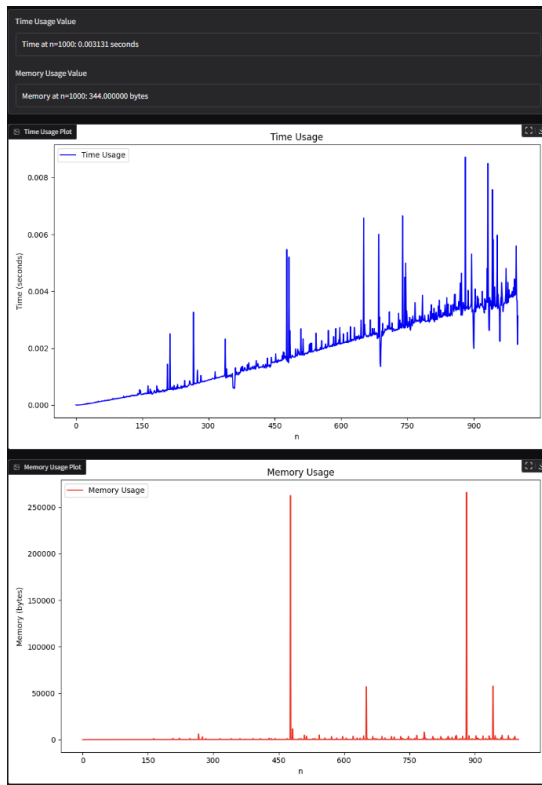 Time Usage Value
Time at n=1000: 0.003131 seconds
Memory Usage Value
Memory at n=1000: 344.000000 bytes
Time Usage Plot
Time Usage
Time Usage
0.008
0.006
0.004
0.002
0.000
Time (seconds)
0 150 300 450 600 750 900
n
Memory Usage Plot
Memory Usage
Memory Usage
250000
200000
150000
100000
50000
0
Memory (bytes)
0 150 300 450 600 750 900
n